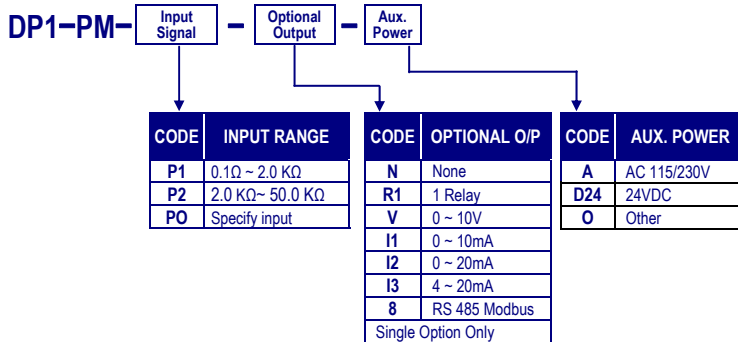 DP1-PM- Input Signal - Optional Output - Aux. Power
CODE INPUT RANGE
P1 0.1Ω ~ 2.0 KΩ
P2 2.0 KΩ~ 50.0 KΩ
PO Specify input
CODE OPTIONAL O/P
N None
R1 1 Relay
V 0 ~ 10V
I1 0 ~ 10mA
I2 0 ~ 20mA
I3 4 ~ 20mA
8 RS 485 Modbus
Single Option Only
CODE AUX. POWER
A AC 115/230V
D24 24VDC
O Other